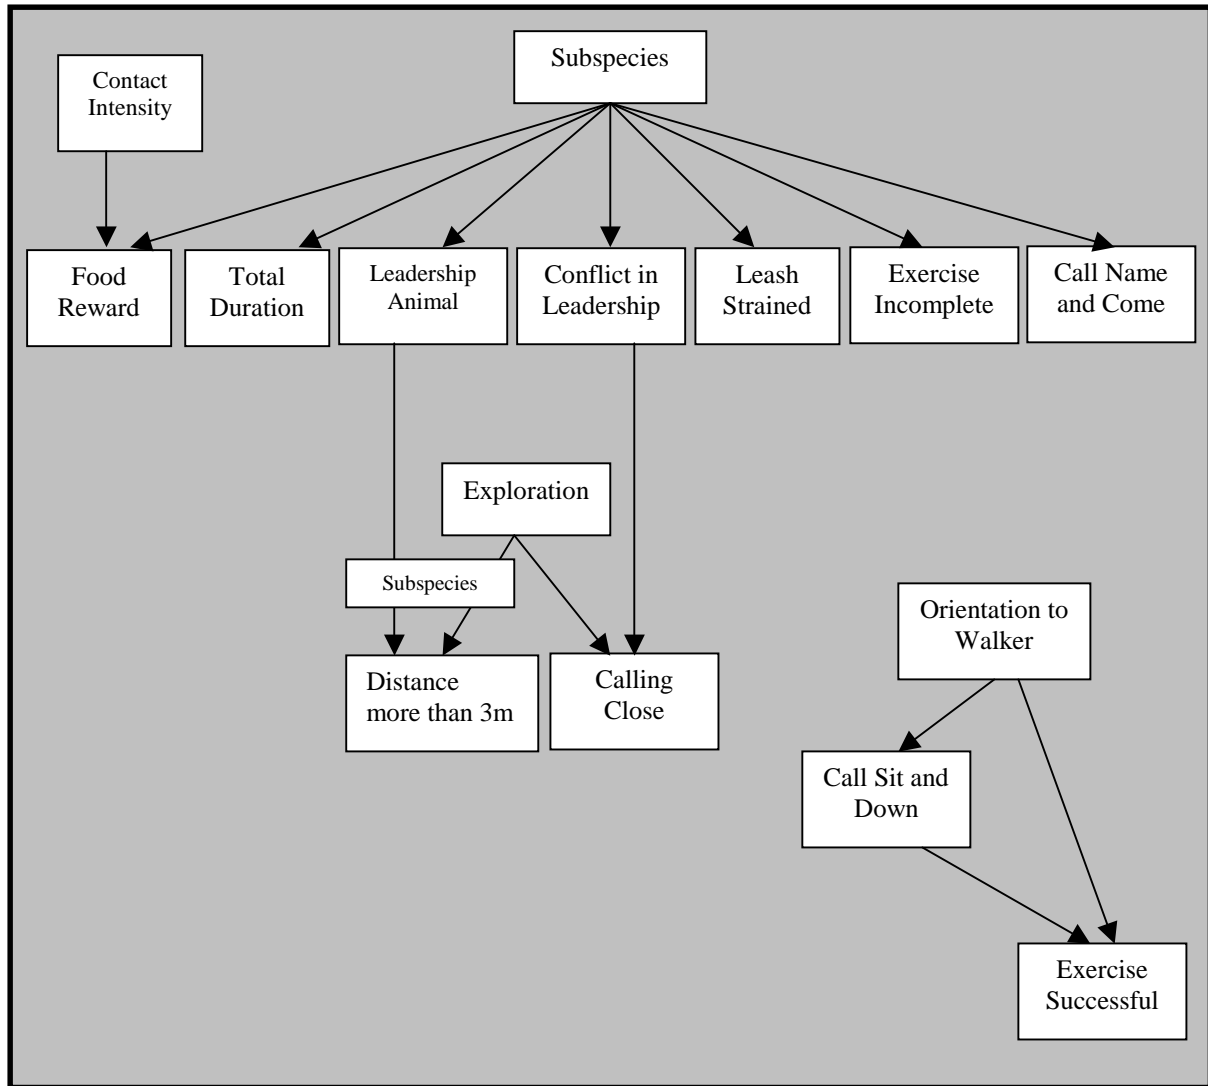 Subspecies
Contact
Intensity
Food
Reward
Total
Duration
Leadership
Animal
Conflict in
Leadership
Leash
Strained
Exercise
Incomplete
Call Name
and Come
Exploration
Subspecies
Orientation to
Walker
Distance
more than 3m
Calling
Close
Call Sit and
Down
Exercise
Successful